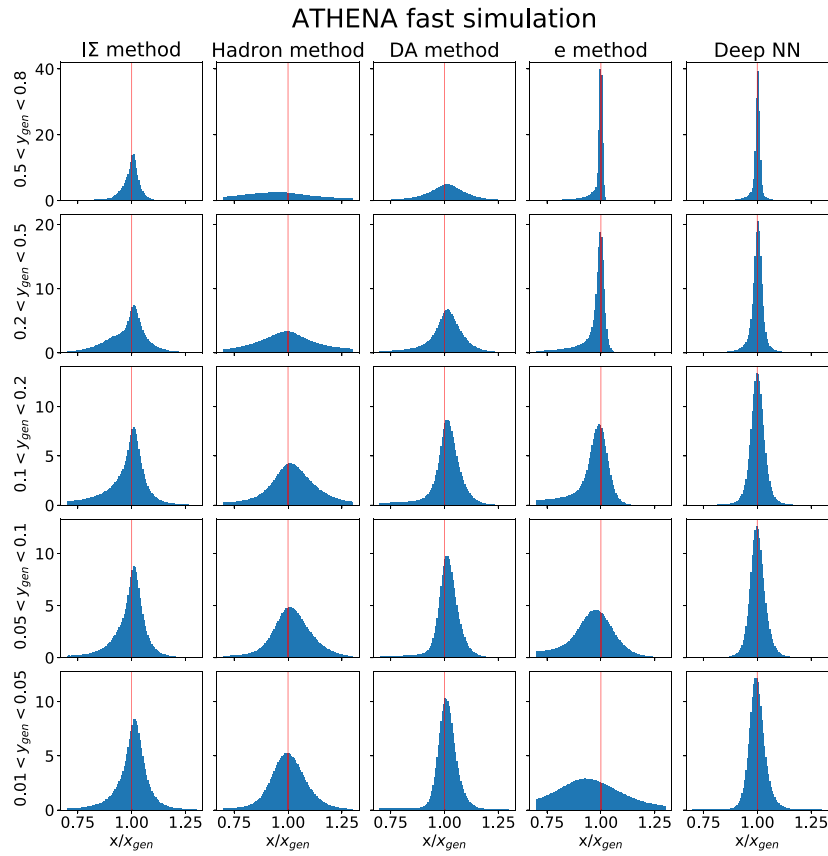 ATHENA fast simulation
IΣ method Hadron method DA method e method Deep NN
0.5 < y_gen < 0.8
40
20
0
0.2 < y_gen < 0.5
20
10
0
0.1 < y_gen < 0.2
10
5
0
0.05 < y_gen < 0.1
10
5
0
0.01 < y_gen < 0.05
10
5
0
0.75 1.00 1.25 0.75 1.00 1.25 0.75 1.00 1.25 0.75 1.00 1.25 0.75 1.00 1.25
x/x_gen x/x_gen x/x_gen x/x_gen x/x_gen